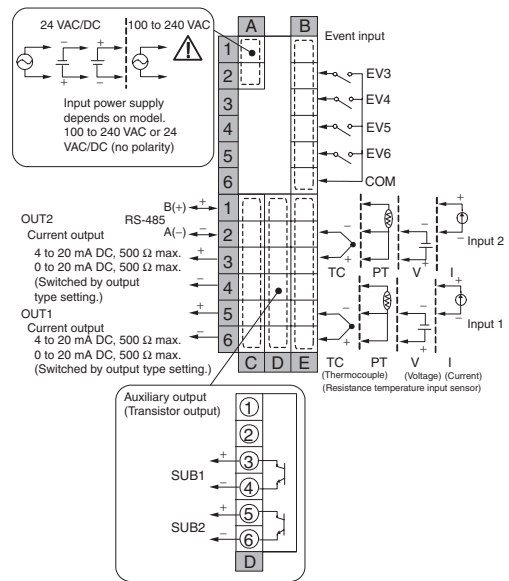 24 VAC/DC
100 to 240 VAC
Input power supply
depends on model.
100 to 240 VAC or 24
VAC/DC (no polarity)
A
B
Event input
1
2
3
4
5
6
EV3
EV4
EV5
EV6
COM
1
2
3
4
5
6
B(+)
RS-485
A(−)
OUT2
Current output
4 to 20 mA DC, 500 Ω max.
0 to 20 mA DC, 500 Ω max.
(Switched by output
type setting.)
OUT1
Current output
4 to 20 mA DC, 500 Ω max.
0 to 20 mA DC, 500 Ω max.
(Switched by output type setting.)
C D E
Input 2
TC PT V I
Input 1
TC PT V I
(Thermocouple) (Voltage) (Current)
(Resistance temperature input sensor)
Auxiliary output
(Transistor output)
1
2
3
4
5
6
+
−
SUB1
+
−
SUB2
D